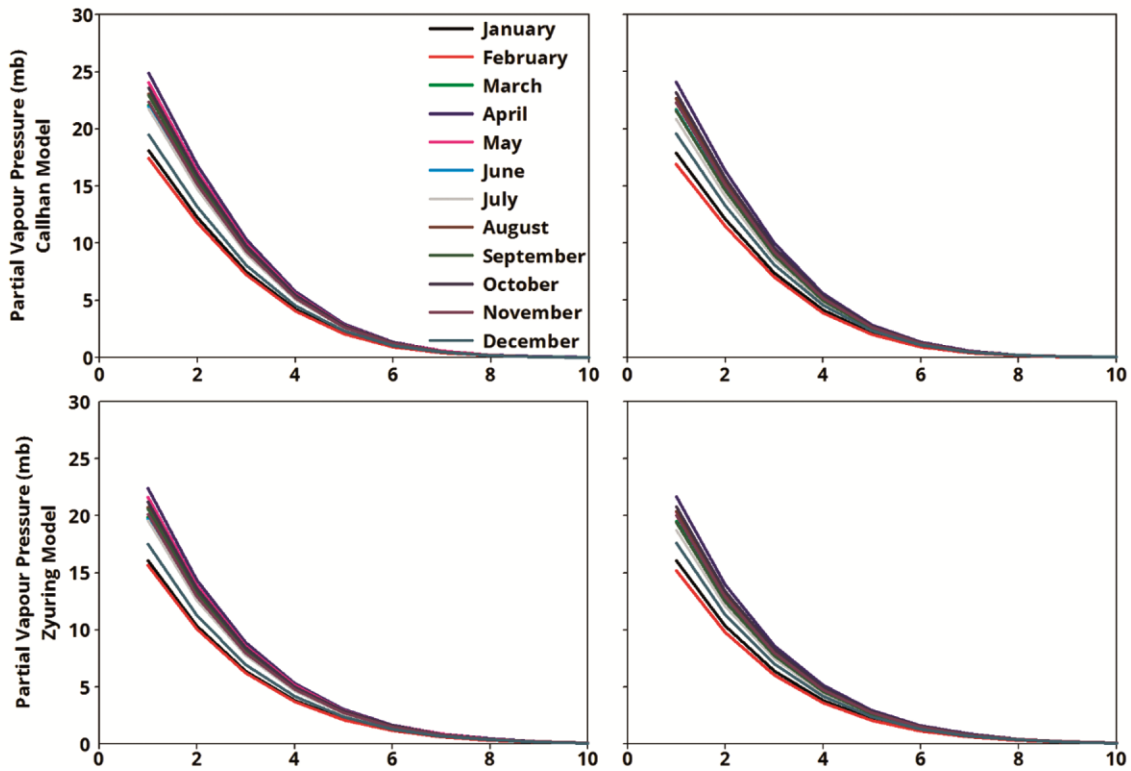 Partial Vapour Pressure (mb)
Callhan Model
30
25
20
15
10
5
0
0 2 4 6 8 10
January
February
March
April
May
June
July
August
September
October
November
December
0 2 4 6 8 10
Partial Vapour Pressure (mb)
Zyuring Model
30
25
20
15
10
5
0
0 2 4 6 8 10
0 2 4 6 8 10